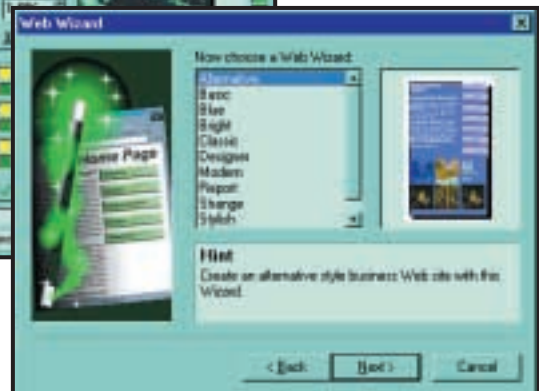 Web Wizard
Now choose a Web Wizard:
Alternative
Basic
Blue
Bright
Classic
Designer
Modern
Report
Strange
Stylish
Home Page
Hint
Create an alternative style business Web site with this
Wizard.
< Back
Next >
Cancel